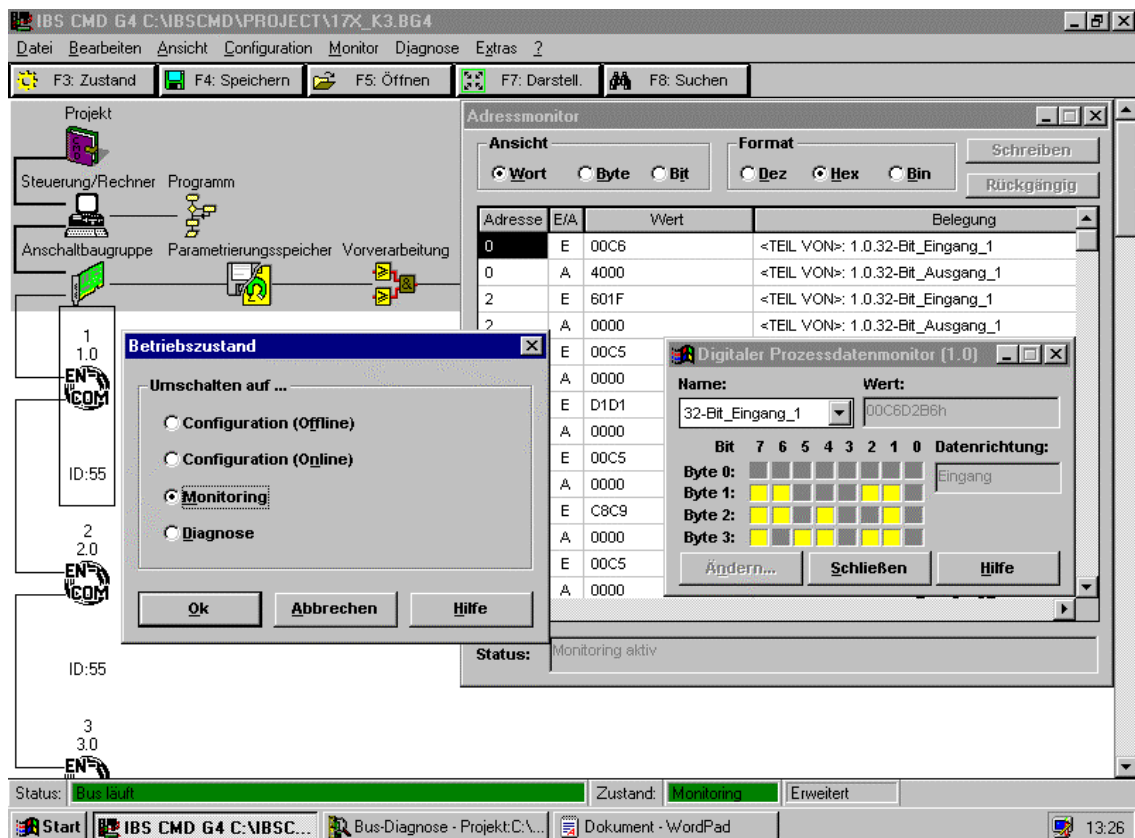 IBS CMD G4 C:\IBSCMD\PROJECT\17X_K3.BG4
Datei Bearbeiten Ansicht Configuration Monitor Diagnose Extras ?
F3: Zustand F4: Speichern F5: Öffnen F7: Darstell. F8: Suchen
Projekt
Steuerung/Rechner Programm
Anschaltbaugruppe Parametrierungsspeicher Vorverarbeitung
1
1.0
EN
COM
ID:55
2
2.0
EN
COM
ID:55
3
3.0
EN
Adressmonitor
Ansicht
Wort Byte Bit
Format
Dez Hex Bin
Schreiben
Rückgängig
Adresse E/A Wert Belegung
0 E 00C6 <TEIL VON>: 1.0.32-Bit_Eingang_1
0 A 4000 <TEIL VON>: 1.0.32-Bit_Ausgang_1
2 E 601F <TEIL VON>: 1.0.32-Bit_Eingang_1
2 A 0000 <TEIL VON>: 1.0.32-Bit_Ausgang_1
E 00C5
A 0000
E D1D1
A 0000
E 00C5
A 0000
E C8C9
A 0000
E 00C5
A 0000
Status: Monitoring aktiv
Betriebszustand
Umschalten auf ...
Configuration (Offline)
Configuration (Online)
Monitoring
Diagnose
Ok Abbrechen Hilfe
Digitaler Prozessdatenmonitor (1.0)
Name: Wert:
32-Bit_Eingang_1 00C6D2B6h
Bit 7 6 5 4 3 2 1 0 Datenrichtung:
Byte 0: Eingang
Byte 1:
Byte 2:
Byte 3:
Ändern... Schließen Hilfe
Status: Bus läuft Zustand: Monitoring Erweitert
Start IBS CMD G4 C:\IBSC... Bus-Diagnose - Projekt:C:\... Dokument - WordPad 13:26